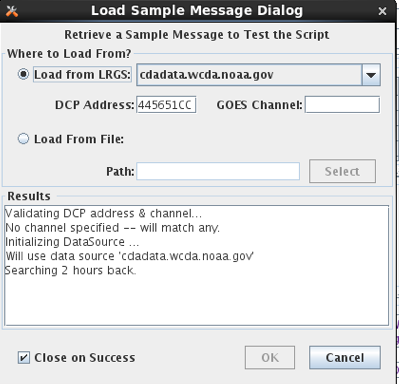 Load Sample Message Dialog
Retrieve a Sample Message to Test the Script
Where to Load From?
Load from LRGS: cdadata.wcda.noaa.gov
DCP Address: 445651CC GOES Channel:
Load From File:
Path: Select
Results
Validating DCP address & channel...
No channel specified -- will match any.
Initializing DataSource ...
Will use data source 'cdadata.wcda.noaa.gov'
Searching 2 hours back.
Close on Success OK Cancel